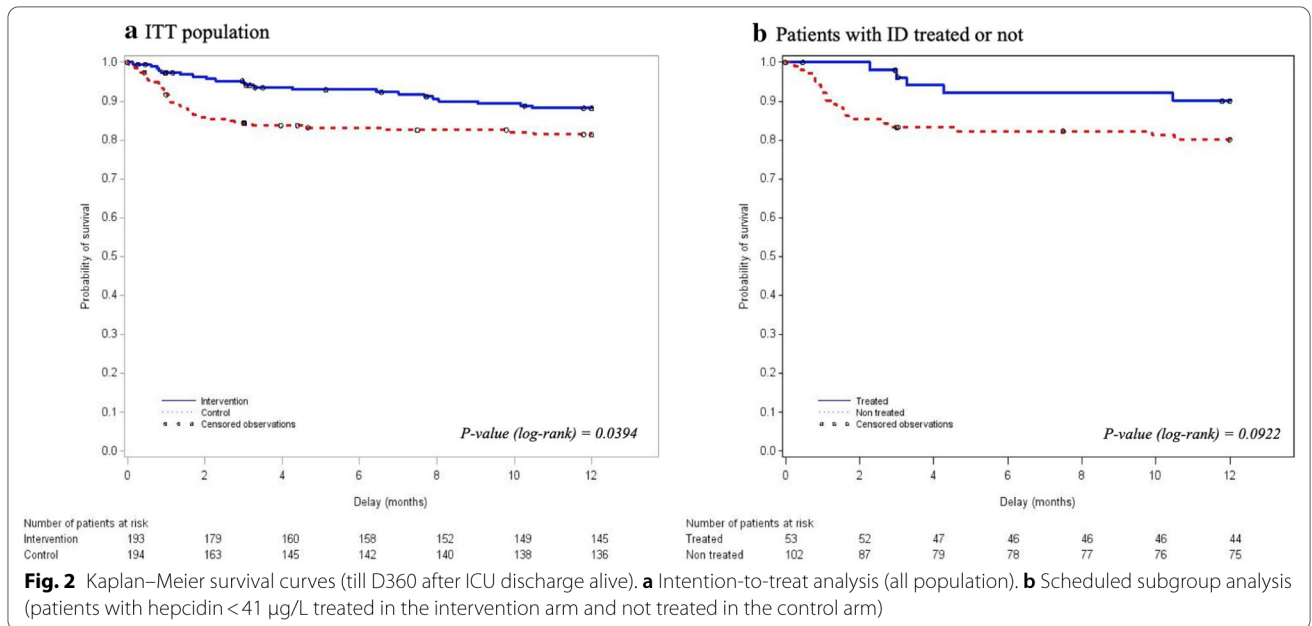 a ITT population
1.0
0.9
0.8
0.7
0.6
0.5
0.4
0.3
0.2
0.1
0.0
Probability of survival
Intervention
Control
Censored observations
P-value (log-rank) = 0.0394
0 2 4 6 8 10 12
Delay (months)
Number of patients at risk
Intervention 193 179 160 158 152 149 145
Control 194 163 145 142 140 138 136
b Patients with ID treated or not
1.0
0.9
0.8
0.7
0.6
0.5
0.4
0.3
0.2
0.1
0.0
Probability of survival
Treated
Non treated
Censored observations
P-value (log-rank) = 0.0922
0 2 4 6 8 10 12
Delay (months)
Number of patients at risk
Treated 53 52 47 46 46 46 44
Non treated 102 87 79 78 77 76 75
Fig. 2 Kaplan–Meier survival curves (till D360 after ICU discharge alive). a Intention-to-treat analysis (all population). b Scheduled subgroup analysis
(patients with hepcidin < 41 µg/L treated in the intervention arm and not treated in the control arm)